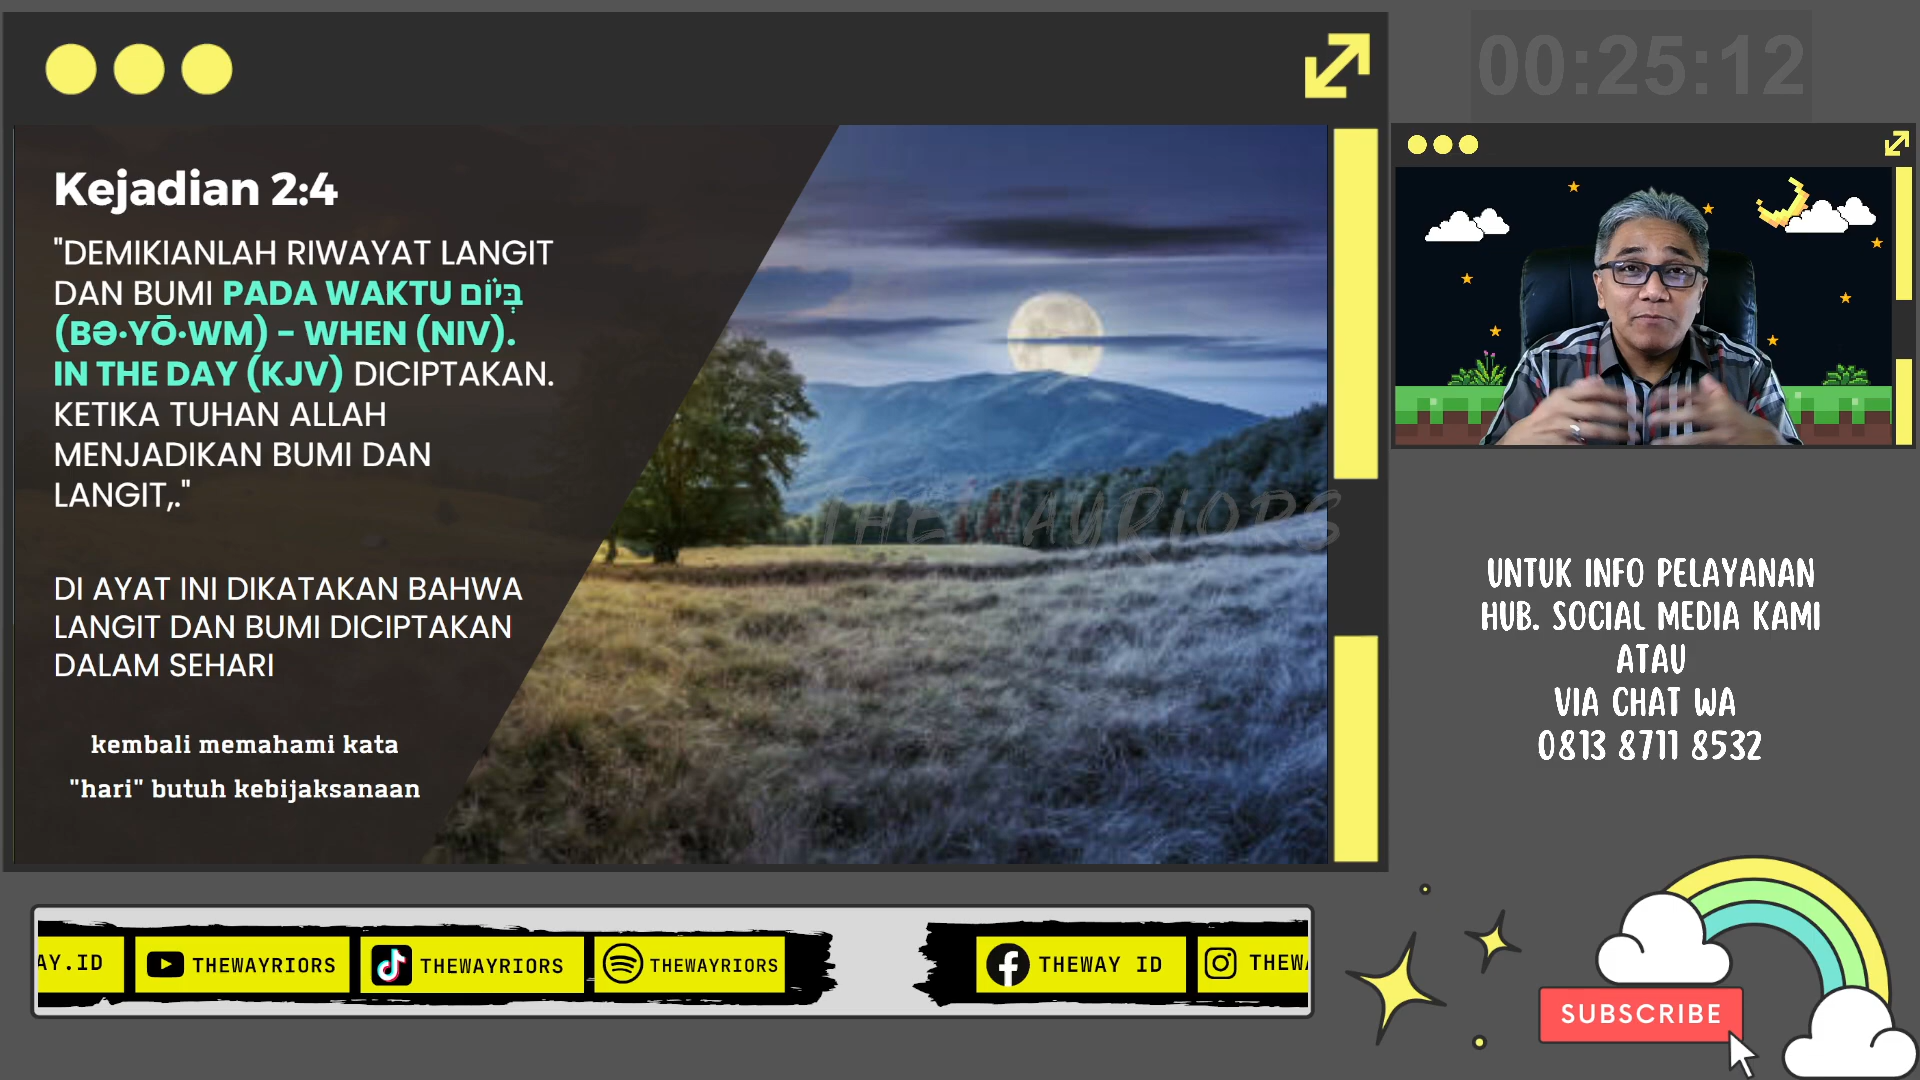 00:25:12
Kejadian 2:4
"DEMIKIANLAH RIWAYAT LANGIT
DAN BUMI PADA WAKTU בְּי֗וֹם
(BƏ·YŌ·WM) - WHEN (NIV).
IN THE DAY (KJV) DICIPTAKAN.
KETIKA TUHAN ALLAH
MENJADIKAN BUMI DAN
LANGIT,."
DI AYAT INI DIKATAKAN BAHWA
LANGIT DAN BUMI DICIPTAKAN
DALAM SEHARI
kembali memahami kata
"hari" butuh kebijaksanaan
THEWAYRIORS
UNTUK INFO PELAYANAN
HUB. SOCIAL MEDIA KAMI
ATAU
VIA CHAT WA
0813 8711 8532
AY.ID
THEWAYRIORS
THEWAYRIORS
THEWAYRIORS
THEWAY ID
THEW
SUBSCRIBE